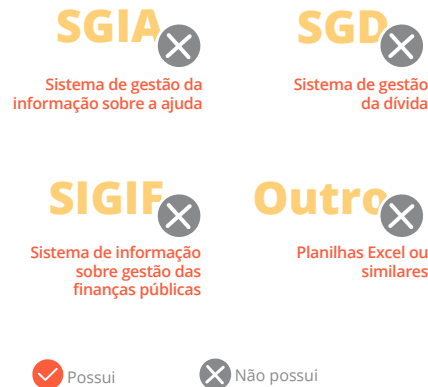 SGIA
Sistema de gestão da
informação sobre a ajuda
SGD
Sistema de gestão
da dívida
SIGIF
Sistema de informação
sobre gestão das
finanças públicas
Outro
Planilhas Excel ou
similares
Possui
Não possui